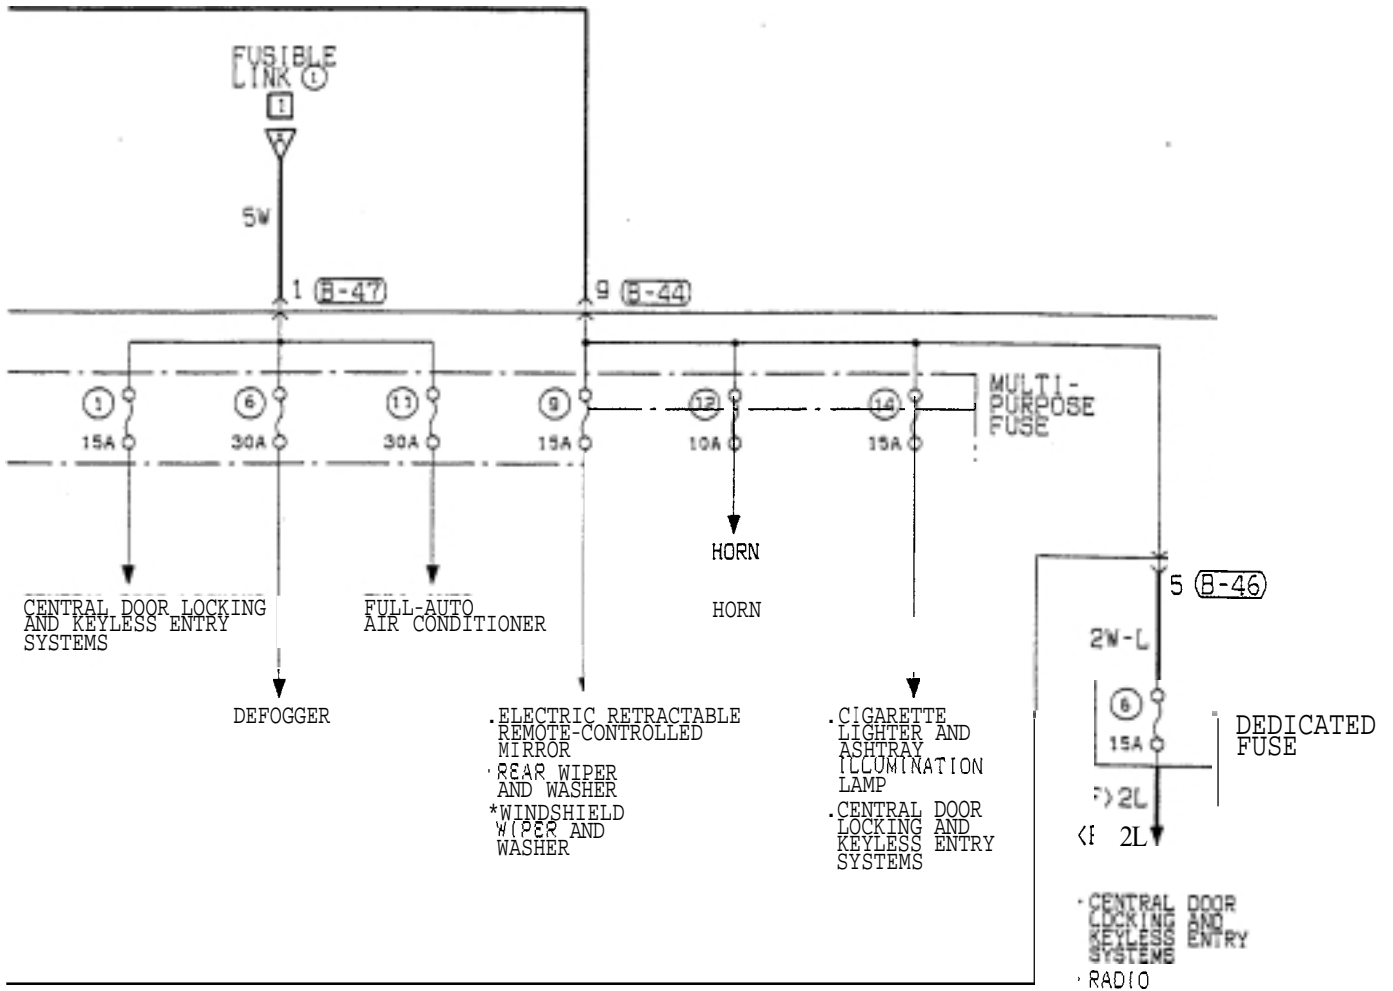 FUSIBLE
LINK ①
1
5W
1 B-47
9 B-44
MULTI-
PURPOSE
FUSE
① 15A
⑥ 30A
⑪ 30A
⑨ 15A
⑫ 10A
⑭ 15A
HORN
HORN
CENTRAL DOOR LOCKING
AND KEYLESS ENTRY
SYSTEMS
FULL-AUTO
AIR CONDITIONER
DEFOGGER
.ELECTRIC RETRACTABLE
REMOTE-CONTROLLED
MIRROR
·REAR WIPER
AND WASHER
*WINDSHIELD
WIPER AND
WASHER
.CIGARETTE
LIGHTER AND
ASHTRAY
ILLUMINATION
LAMP
.CENTRAL DOOR
LOCKING AND
KEYLESS ENTRY
SYSTEMS
5 B-46
2W-L
⑥
15A
DEDICATED
FUSE
2L
2L
·CENTRAL DOOR
LOCKING AND
KEYLESS ENTRY
SYSTEMS
·RADIO